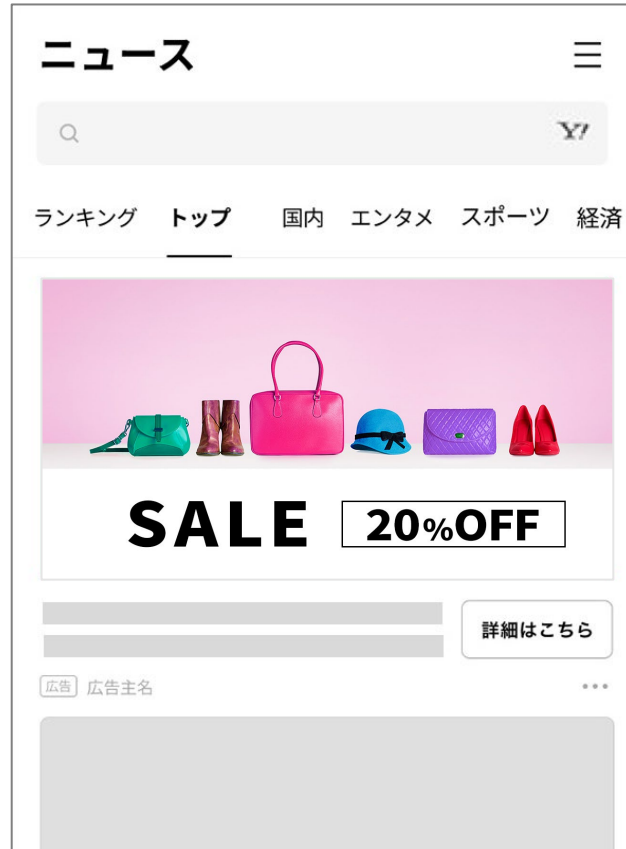 ニュース
Y!
ランキング トップ 国内 エンタメ スポーツ 経済
SALE 20%OFF
詳細はこちら
広告 広告主名